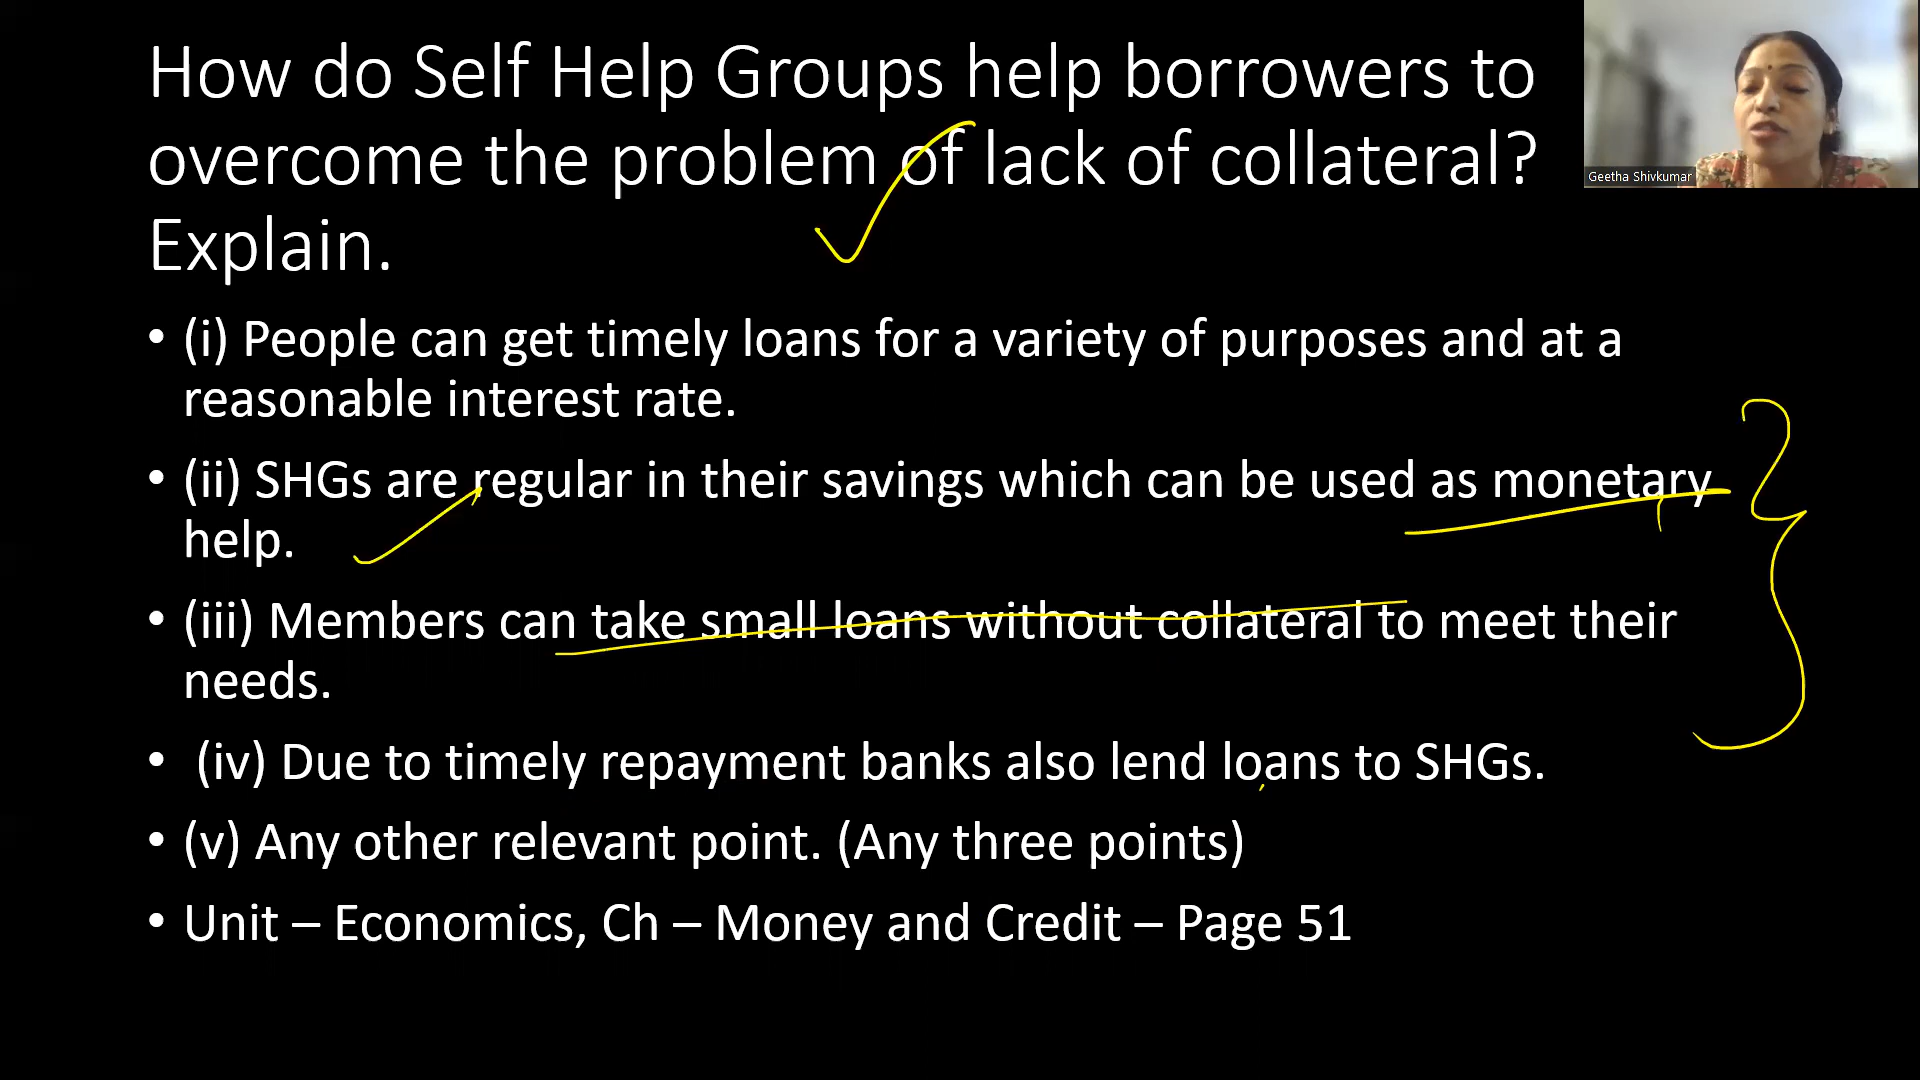 How do Self Help Groups help borrowers to
overcome the problem of lack of collateral?
Explain.
Geetha Shivkumar
• (i) People can get timely loans for a variety of purposes and at a
reasonable interest rate.
• (ii) SHGs are regular in their savings which can be used as monetary
help.
• (iii) Members can take small loans without collateral to meet their
needs.
• (iv) Due to timely repayment banks also lend loans to SHGs.
• (v) Any other relevant point. (Any three points)
• Unit – Economics, Ch – Money and Credit – Page 51